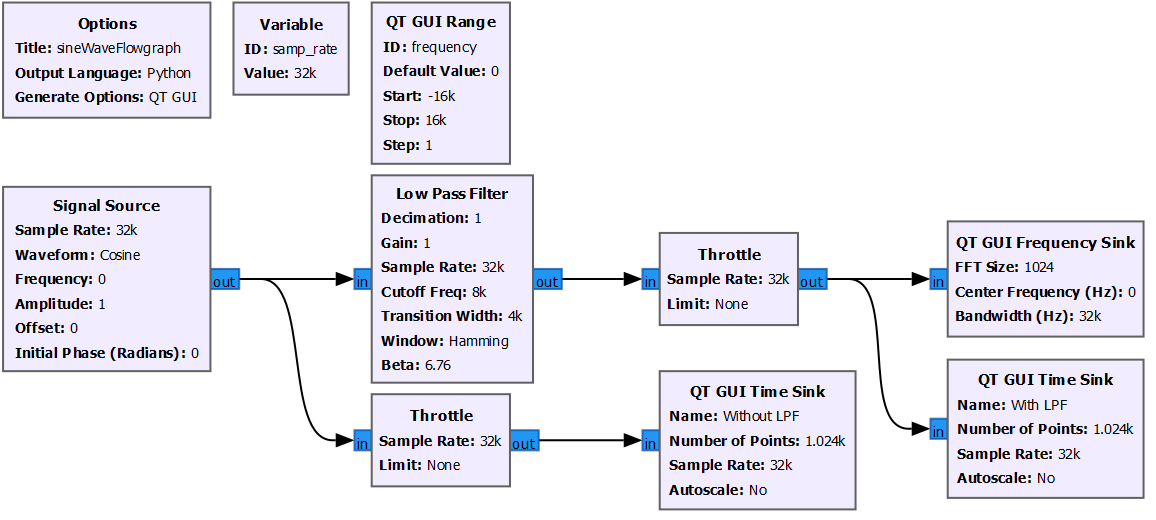 Options
Title: sineWaveFlowgraph
Output Language: Python
Generate Options: QT GUI
Variable
ID: samp_rate
Value: 32k
QT GUI Range
ID: frequency
Default Value: 0
Start: -16k
Stop: 16k
Step: 1
Signal Source
Sample Rate: 32k
Waveform: Cosine
Frequency: 0
Amplitude: 1
Offset: 0
Initial Phase (Radians): 0
out
in
Low Pass Filter
Decimation: 1
Gain: 1
Sample Rate: 32k
Cutoff Freq: 8k
Transition Width: 4k
Window: Hamming
Beta: 6.76
out
in
Throttle
Sample Rate: 32k
Limit: None
out
in
QT GUI Frequency Sink
FFT Size: 1024
Center Frequency (Hz): 0
Bandwidth (Hz): 32k
in
Throttle
Sample Rate: 32k
Limit: None
out
in
QT GUI Time Sink
Name: Without LPF
Number of Points: 1.024k
Sample Rate: 32k
Autoscale: No
in
QT GUI Time Sink
Name: With LPF
Number of Points: 1.024k
Sample Rate: 32k
Autoscale: No